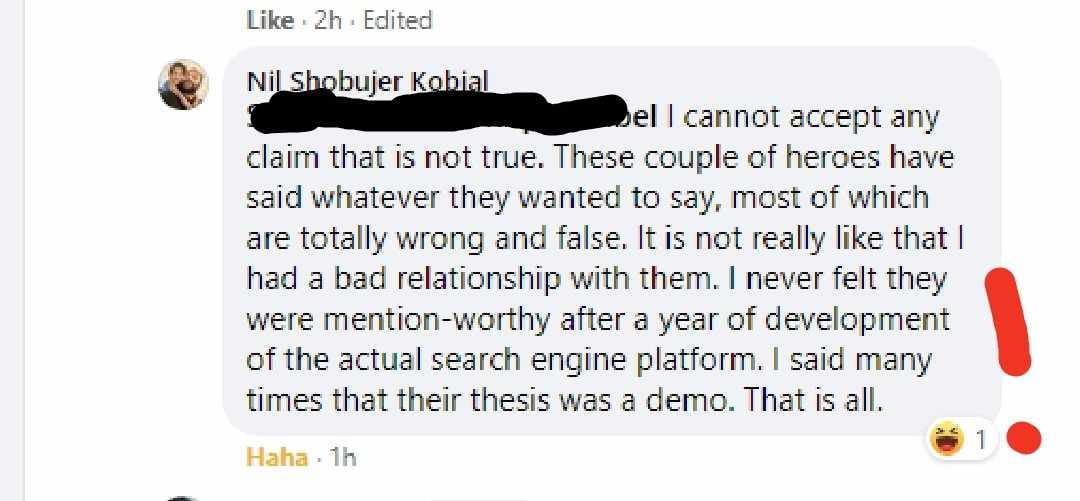 Like · 2h · Edited
Nil Shobujer Kobial
bel I cannot accept any
claim that is not true. These couple of heroes have
said whatever they wanted to say, most of which
are totally wrong and false. It is not really like that I
had a bad relationship with them. I never felt they
were mention-worthy after a year of development
of the actual search engine platform. I said many
times that their thesis was a demo. That is all.
1
Haha · 1h